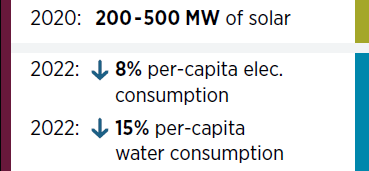 2020: 200-500 MW of solar
2022: ↓ 8% per-capita elec.
consumption
2022: ↓ 15% per-capita
water consumption